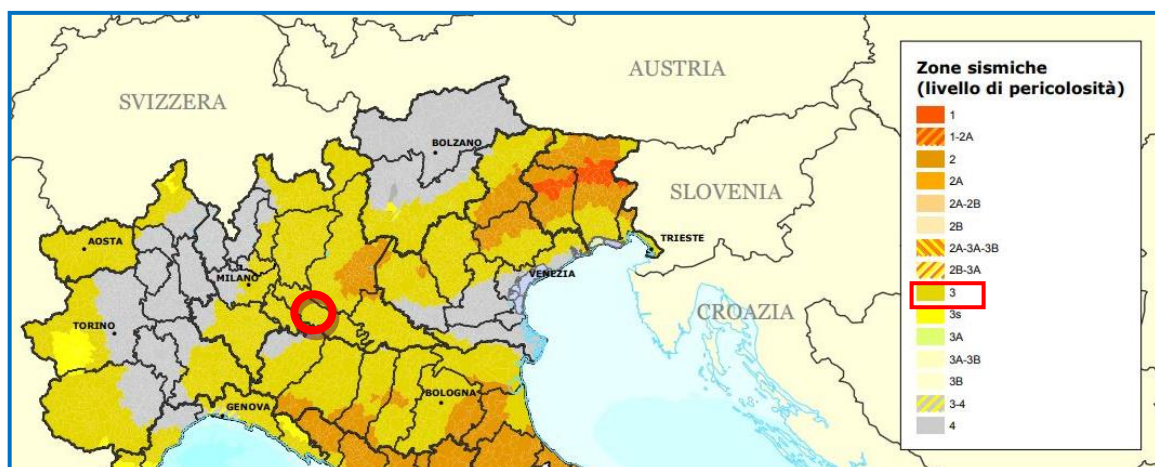 AUSTRIA
SVIZZERA
BOLZANO
SLOVENIA
AOSTA
TRIESTE
VENEZIA
MILANO
CROAZIA
TORINO
BOLOGNA
GENOVA
Zone sismiche
(livello di pericolosità)
1
1-2A
2
2A
2A-2B
2B
2A-3A-3B
2B-3A
3
3s
3A
3A-3B
3B
3-4
4